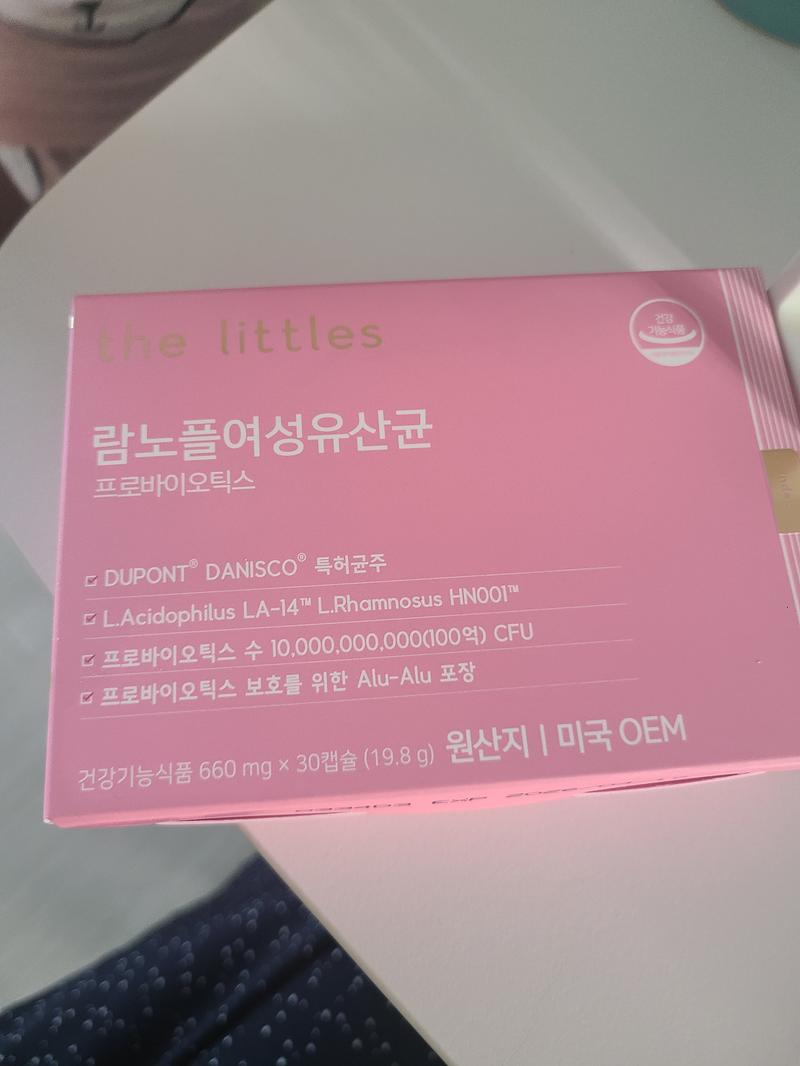 the littles
건강
기능식품
람노플여성유산균
프로바이오틱스
DUPONT® DANISCO® 특허균주
L.Acidophilus LA-14™ L.Rhamnosus HN001™
프로바이오틱스 수 10,000,000,000(100억) CFU
프로바이오틱스 보호를 위한 Alu-Alu 포장
건강기능식품 660 mg × 30캡슐 (19.8 g) 원산지 | 미국 OEM
EXP